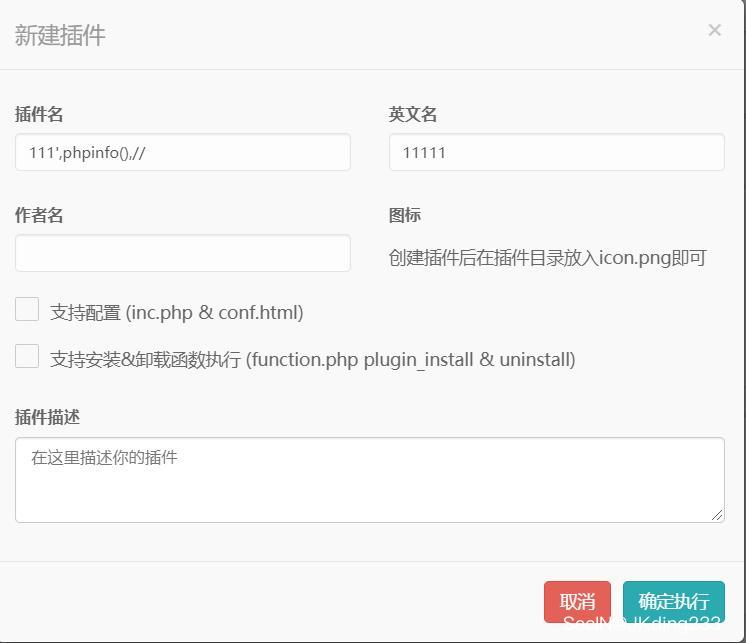 新建插件 ×
插件名 英文名
111',phpinfo(),// 11111
作者名 图标
创建插件后在插件目录放入icon.png即可
支持配置 (inc.php & conf.html)
支持安装&卸载函数执行 (function.php plugin_install & uninstall)
插件描述
在这里描述你的插件
取消 确定执行